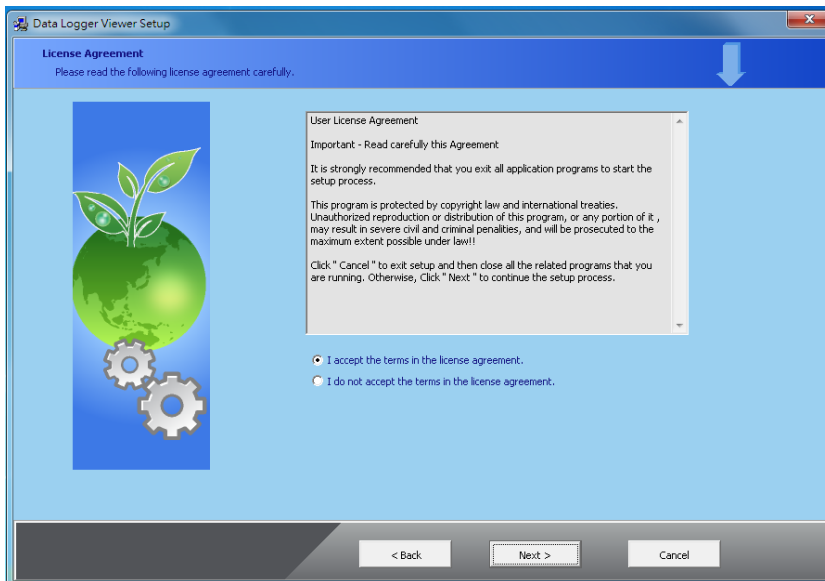 Data Logger Viewer Setup
License Agreement
Please read the following license agreement carefully.
User License Agreement
Important - Read carefully this Agreement
It is strongly recommended that you exit all application programs to start the
setup process.
This program is protected by copyright law and international treaties.
Unauthorized reproduction or distribution of this program, or any portion of it ,
may result in severe civil and criminal penalities, and will be prosecuted to the
maximum extent possible under law!!
Click " Cancel " to exit setup and then close all the related programs that you
are running. Otherwise, Click " Next " to continue the setup process.
I accept the terms in the license agreement.
I do not accept the terms in the license agreement.
< Back
Next >
Cancel